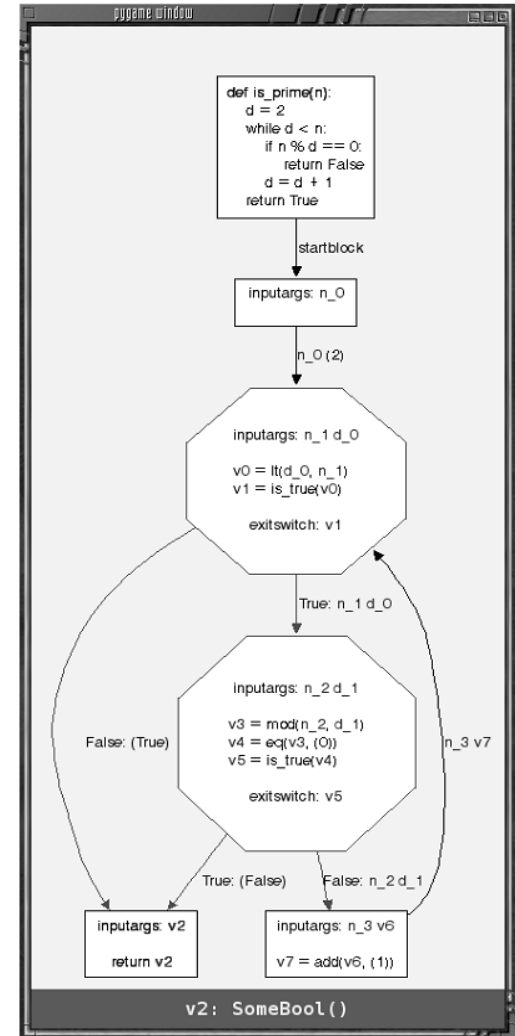 pygame window
def is_prime(n):
d = 2
while d < n:
if n % d == 0:
return False
d = d + 1
return True
startblock
inputargs: n_0
n_0 (2)
inputargs: n_1 d_0
v0 = lt(d_0, n_1)
v1 = is_true(v0)
exitswitch: v1
True: n_1 d_0
inputargs: n_2 d_1
v3 = mod(n_2, d_1)
v4 = eq(v3, (0))
v5 = is_true(v4)
exitswitch: v5
False: (True)
n_3 v7
True: (False)
False: n_2 d_1
inputargs: v2
return v2
inputargs: n_3 v6
v7 = add(v6, (1))
v2: SomeBool()